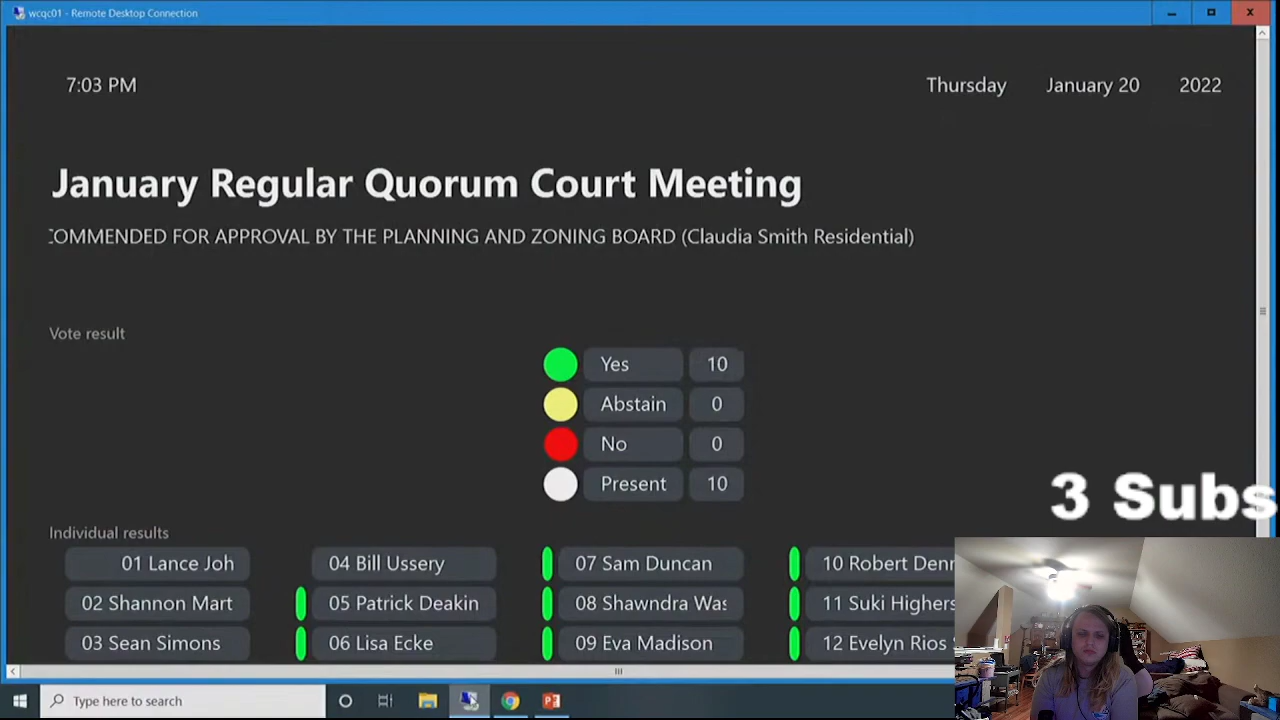 wcqc01 - Remote Desktop Connection
7:03 PM
Thursday January 20 2022
January Regular Quorum Court Meeting
COMMENDED FOR APPROVAL BY THE PLANNING AND ZONING BOARD (Claudia Smith Residential)
Vote result
Yes 10
Abstain 0
No 0
Present 10
3 Subs
Individual results
01 Lance Joh 04 Bill Ussery 07 Sam Duncan 10 Robert Denn
02 Shannon Mart 05 Patrick Deakin 08 Shawndra Was 11 Suki Highers
03 Sean Simons 06 Lisa Ecke 09 Eva Madison 12 Evelyn Rios
Type here to search